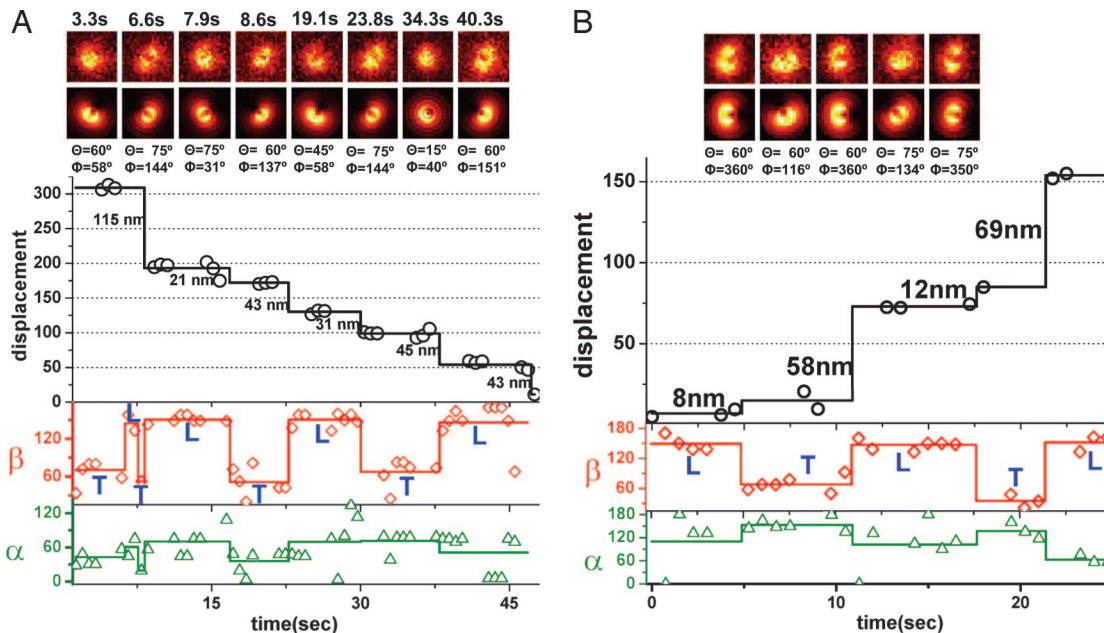 A
3.3s 6.6s 7.9s 8.6s 19.1s 23.8s 34.3s 40.3s
Θ=60º Θ= 75º Θ=75º Θ= 60º Θ=45º Θ= 75º Θ=15º Θ= 60º
Φ=58º Φ=144º Φ=31º Φ=137º Φ=58º Φ=144º Φ=40º Φ=151º
displacement
300
250
200
150
100
50
0
115 nm
21 nm
43 nm
31 nm
45 nm
43 nm
β
120
60
T L T L T L T L
α
120
60
0
15 30 45
time(sec)
B
Θ= 60º Θ= 60º Θ= 60º Θ= 75º Θ= 75º
Φ=360º Φ=116º Φ=360º Φ=134º Φ=350º
displacement
150
100
50
8nm
58nm
12nm
69nm
β
180
120
60
L T L T L
α
180
120
60
0
0 10 20
time(sec)